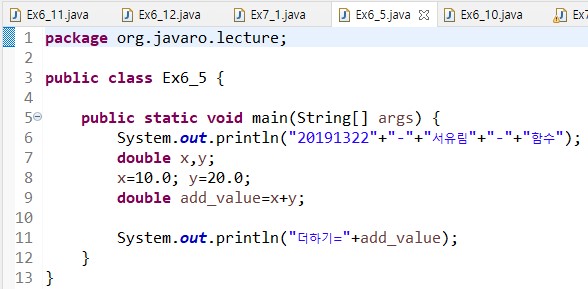 Ex6_11.java Ex6_12.java Ex7_1.java Ex6_5.java Ex6_10.java Ex7
1 package org.javaro.lecture;
2
3 public class Ex6_5 {
4
5 public static void main(String[] args) {
6 System.out.println("20191322"+"-"+"서유림"+"-"+"함수");
7 double x,y;
8 x=10.0; y=20.0;
9 double add_value=x+y;
10
11 System.out.println("더하기="+add_value);
12 }
13 }